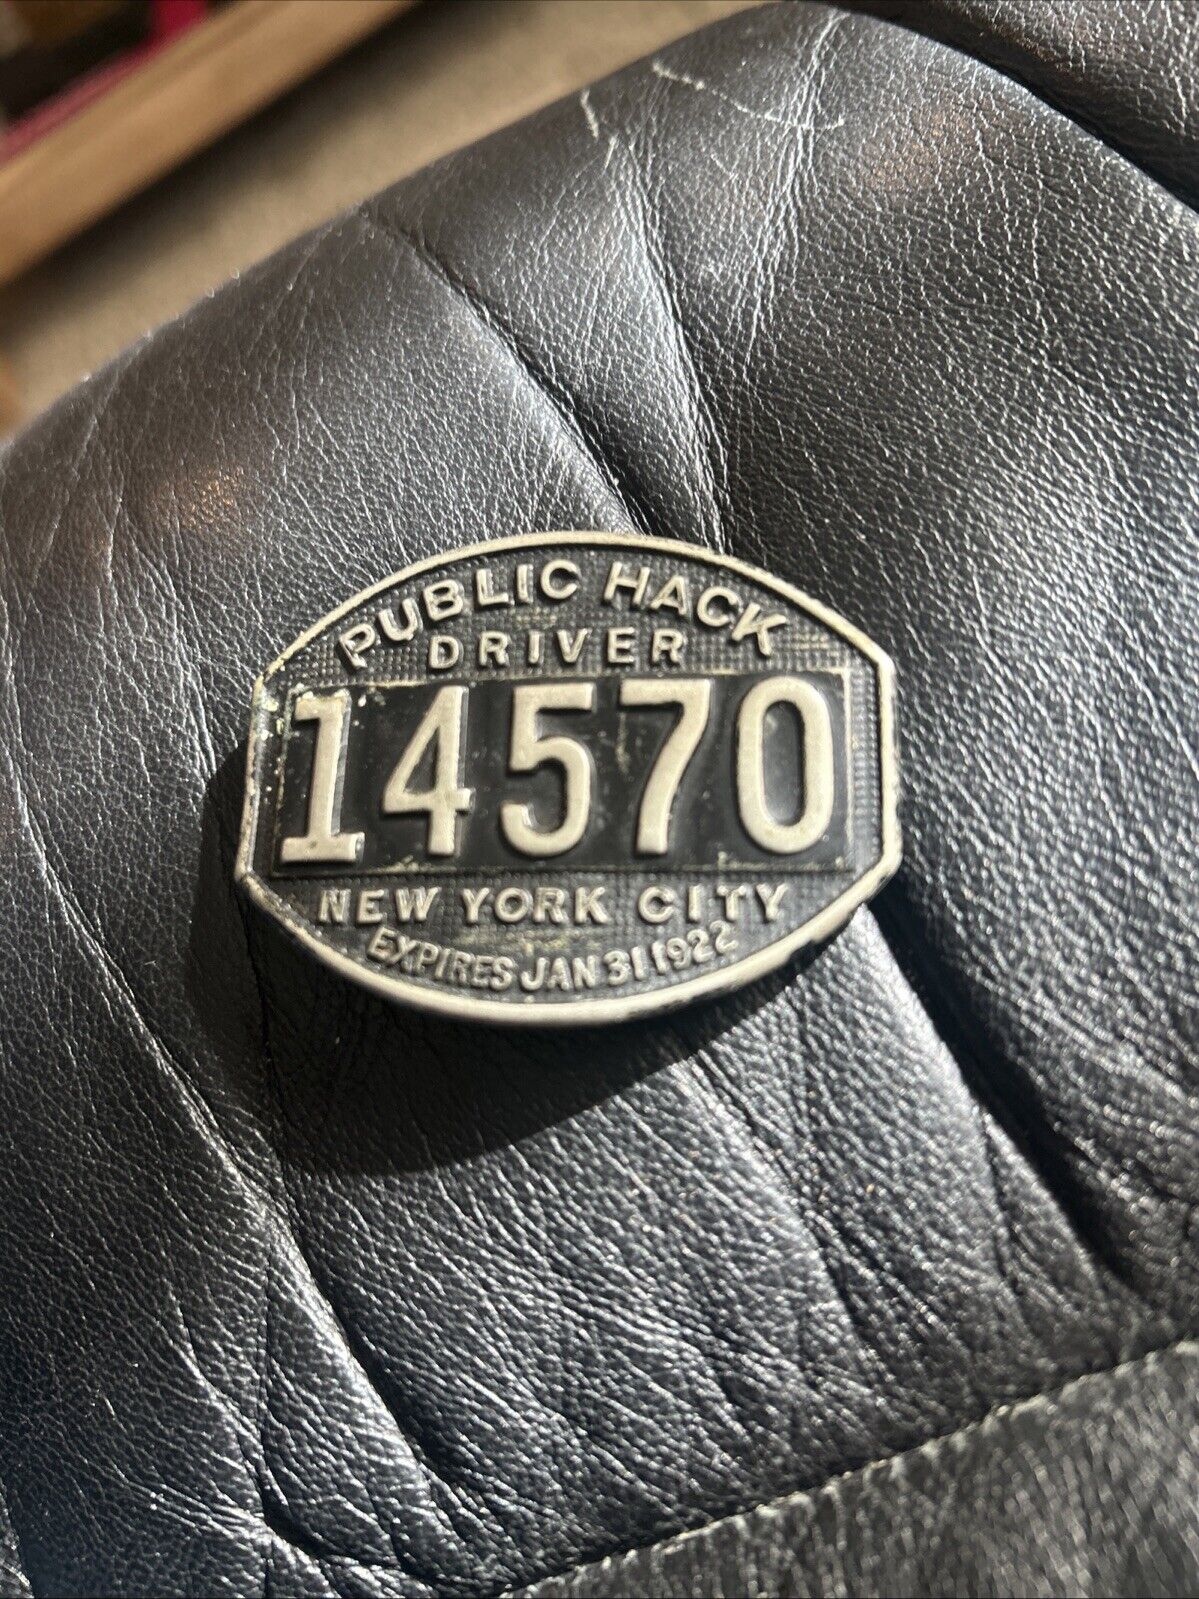 PUBLIC HACK
DRIVER
14570
NEW YORK CITY
EXPIRES JAN 31 1922